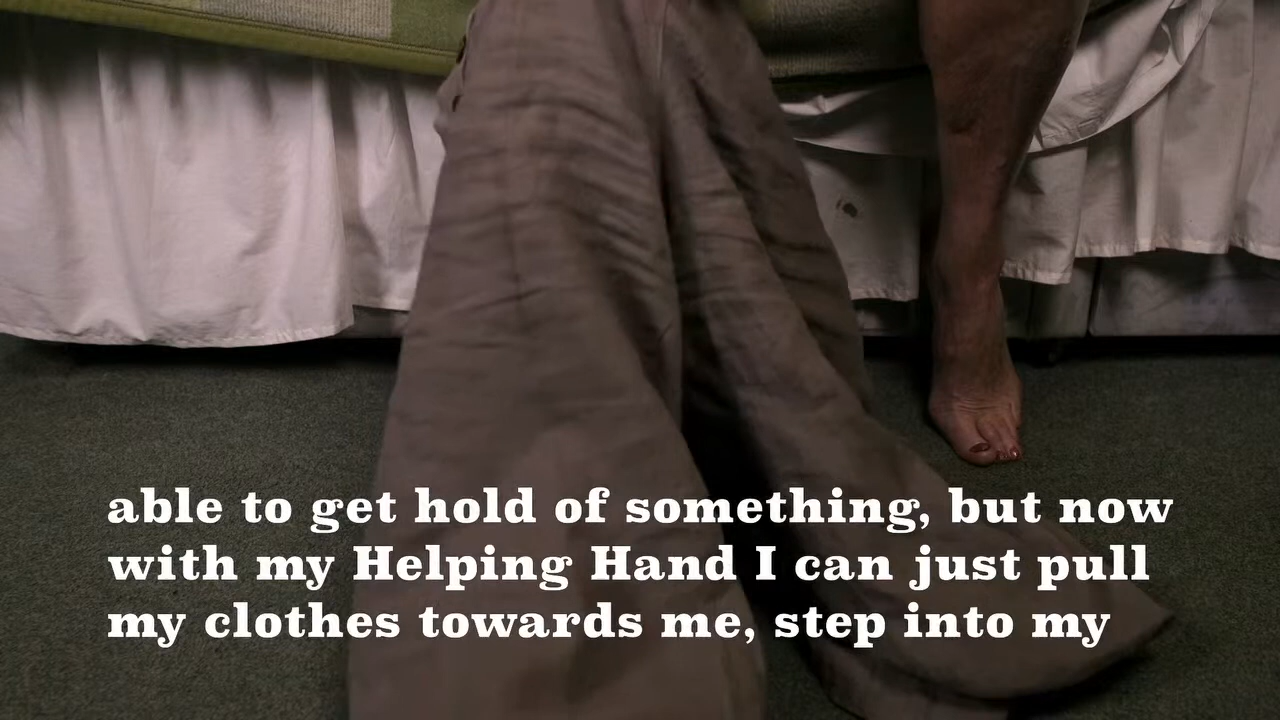 able to get hold of something, but now
with my Helping Hand I can just pull
my clothes towards me, step into my